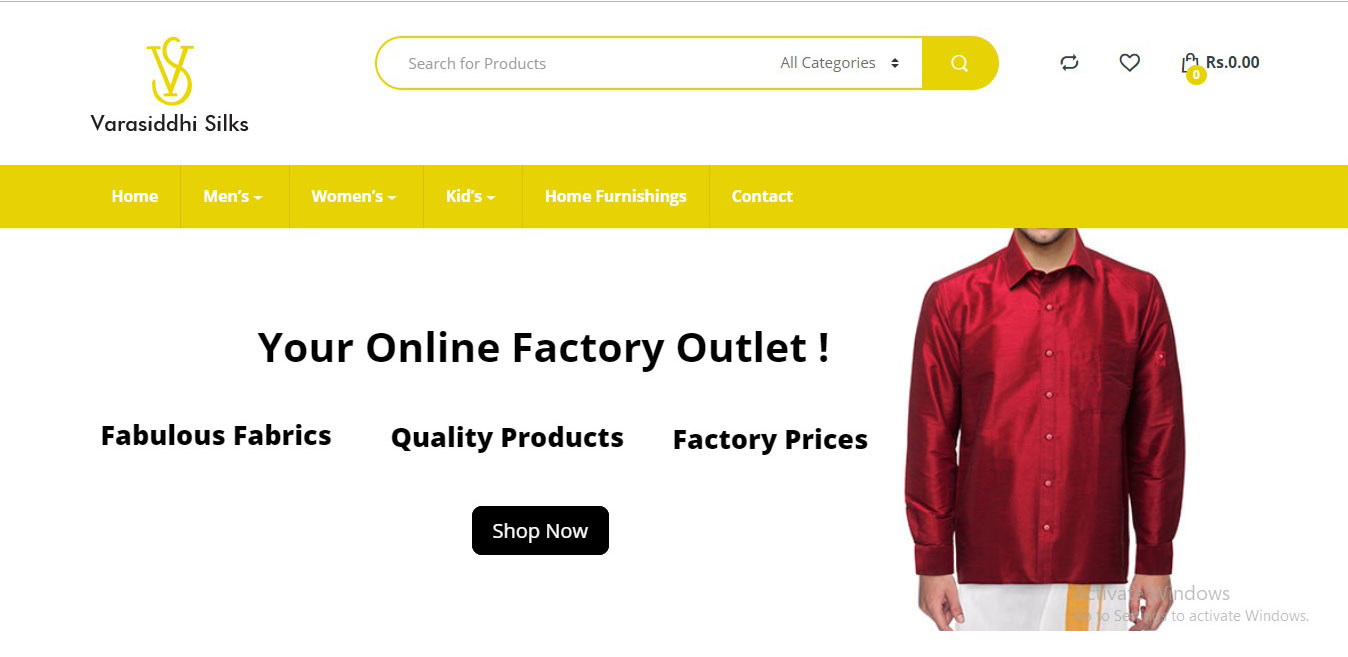 VS
Varasiddhi Silks
Search for Products
All Categories
0
Rs.0.00
Home
Men's
Women's
Kid's
Home Furnishings
Contact
Your Online Factory Outlet !
Fabulous Fabrics
Quality Products
Factory Prices
Shop Now
Activate Windows
Go to Settings to activate Windows.